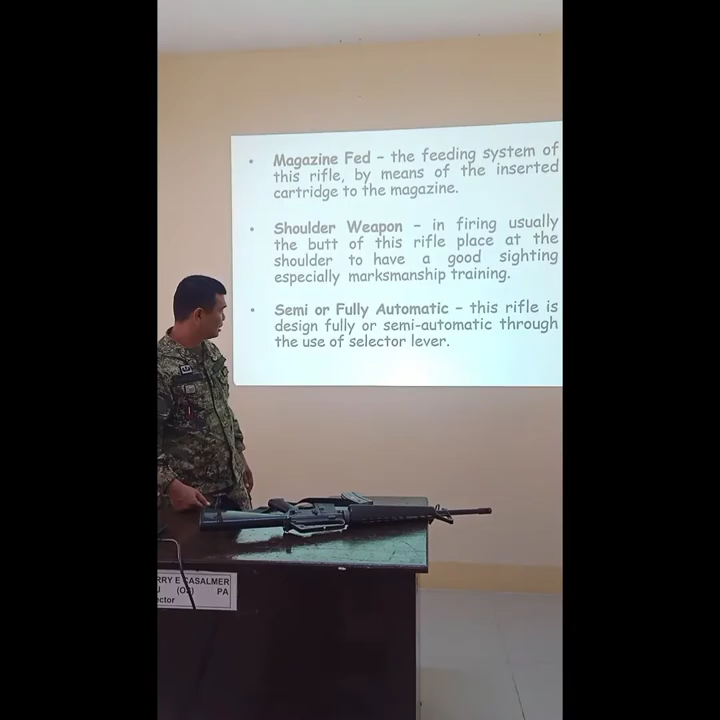 • Magazine Fed – the feeding system of
this rifle, by means of the inserted
cartridge to the magazine.
• Shoulder Weapon – in firing usually
the butt of this rifle place at the
shoulder to have a good sighting
especially marksmanship training.
• Semi or Fully Automatic – this rifle is
design fully or semi-automatic through
the use of selector lever.
RRY E CASALMER
(OS) PA
ector